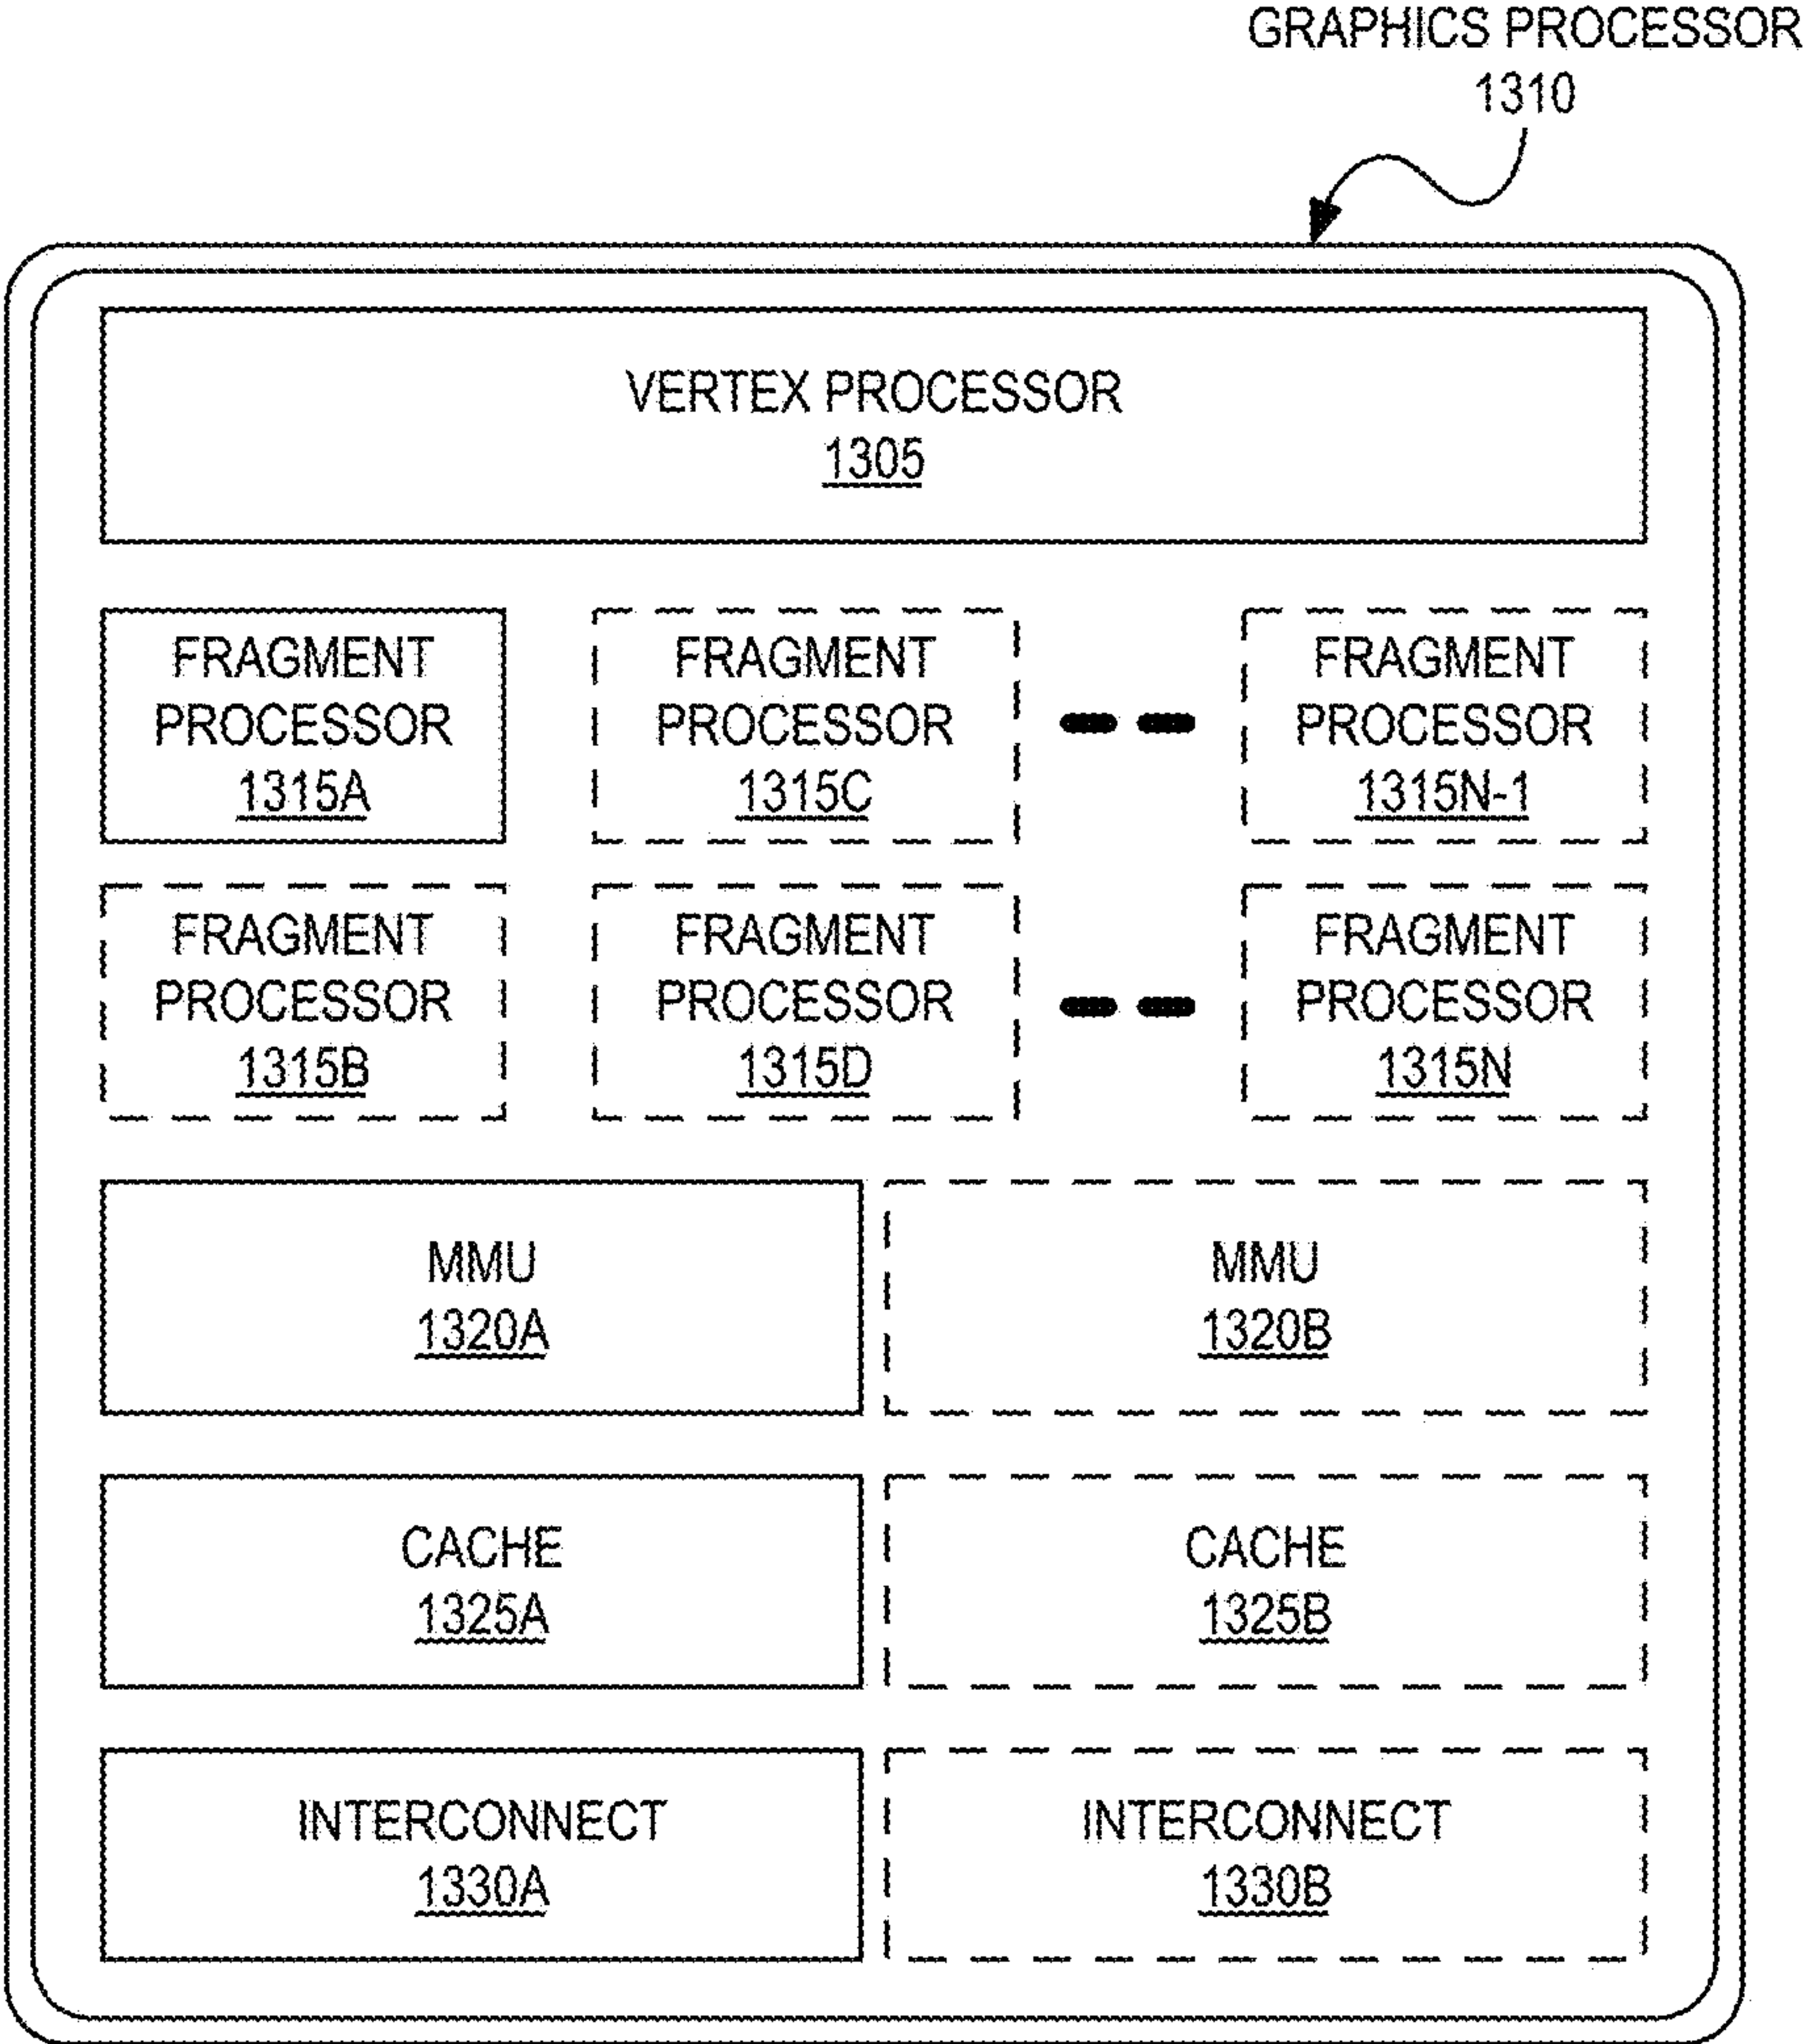 GRAPHICS PROCESSOR
1310
VERTEX PROCESSOR
1305
FRAGMENT
PROCESSOR
1315A
FRAGMENT
PROCESSOR
1315C
FRAGMENT
PROCESSOR
1315N-1
FRAGMENT
PROCESSOR
1315B
FRAGMENT
PROCESSOR
1315D
FRAGMENT
PROCESSOR
1315N
MMU
1320A
MMU
1320B
CACHE
1325A
CACHE
1325B
INTERCONNECT
1330A
INTERCONNECT
1330B